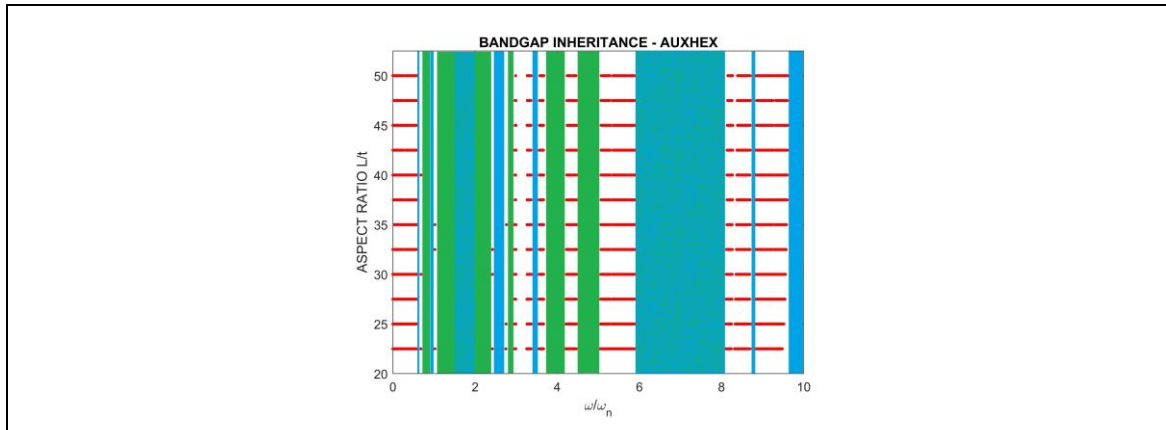 BANDGAP INHERITANCE - AUXHEX
ASPECT RATIO L/t
50
45
40
35
30
25
20
0 2 4 6 8 10
ω/ωn